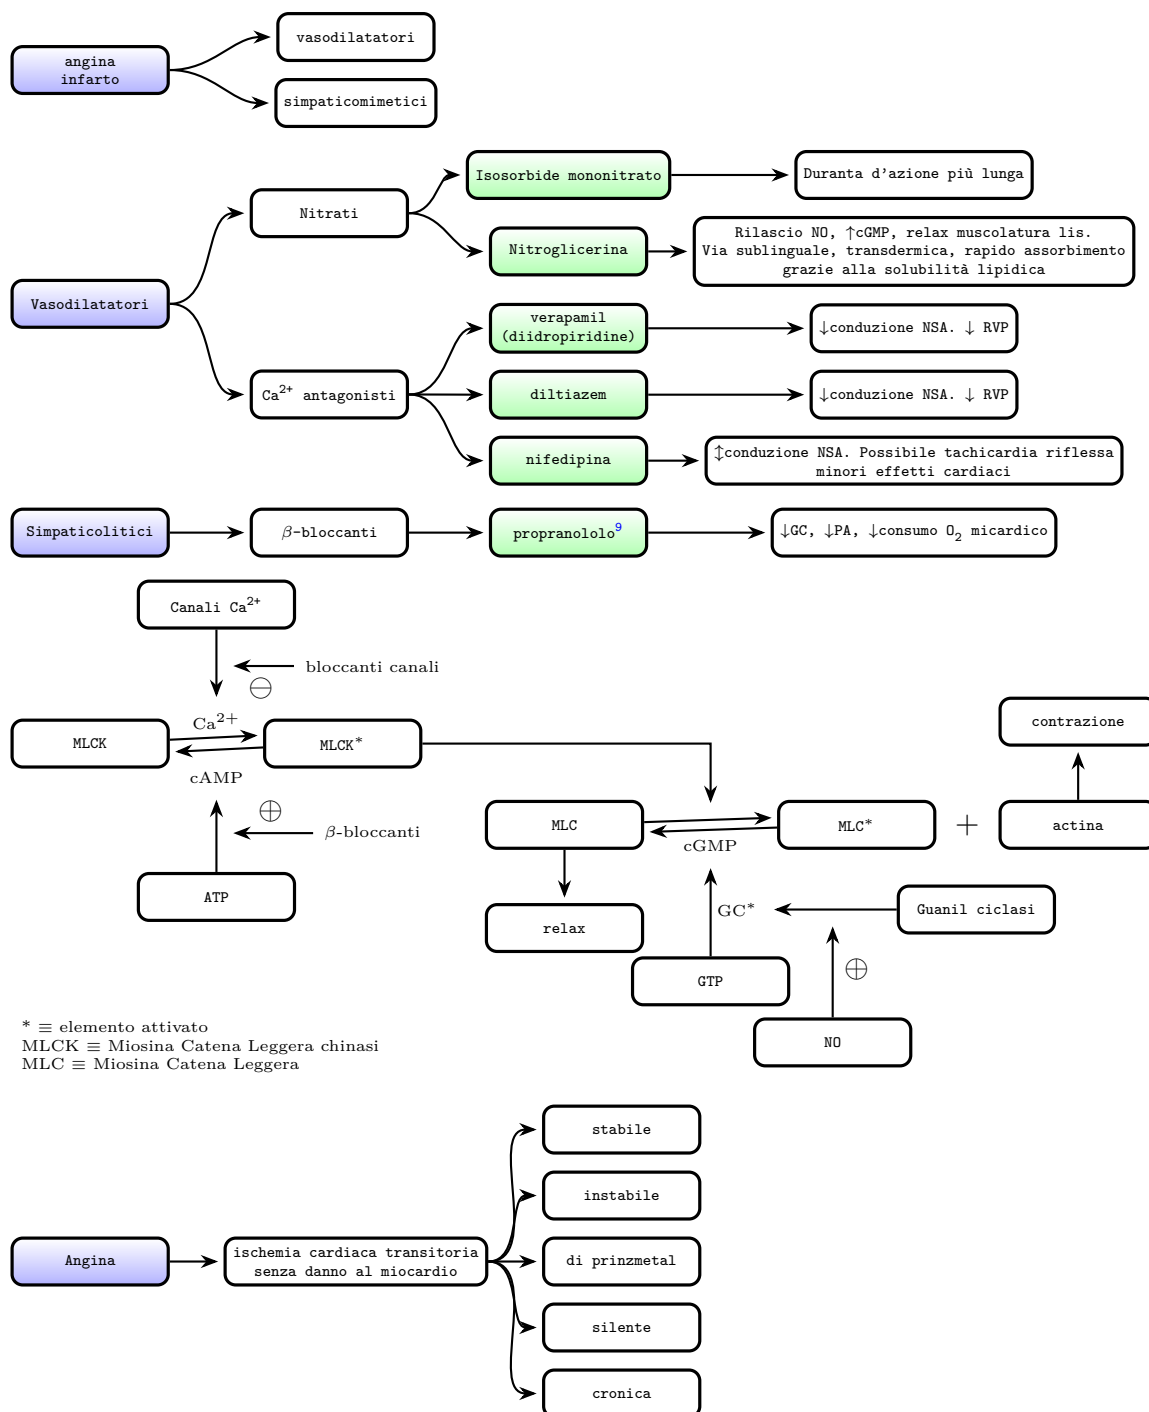 angina
infarto
vasodilatatori
simpaticomimetici
Vasodilatatori
Nitrati
Isosorbide mononitrato
Duranta d'azione più lunga
Nitroglicerina
Rilascio NO, ↑cGMP, relax muscolatura lis.
Via sublinguale, transdermica, rapido assorbimento
grazie alla solubilità lipidica
Ca²⁺ antagonisti
verapamil
(diidropiridine)
↓conduzione NSA. ↓ RVP
diltiazem
↓conduzione NSA. ↓ RVP
nifedipina
↕conduzione NSA. Possibile tachicardia riflessa
minori effetti cardiaci
Simpaticolitici
β-bloccanti
propranololo⁹
↓GC, ↓PA, ↓consumo O₂ micardico
Canali Ca²⁺
bloccanti canali
⊖
MLCK
Ca²⁺
MLCK*
cAMP
⊕
β-bloccanti
ATP
contrazione
MLC
MLC*
+
actina
cGMP
relax
GC*
Guanil ciclasi
GTP
⊕
NO
* ≡ elemento attivato
MLCK ≡ Miosina Catena Leggera chinasi
MLC ≡ Miosina Catena Leggera
Angina
ischemia cardiaca transitoria
senza danno al miocardio
stabile
instabile
di prinzmetal
silente
cronica